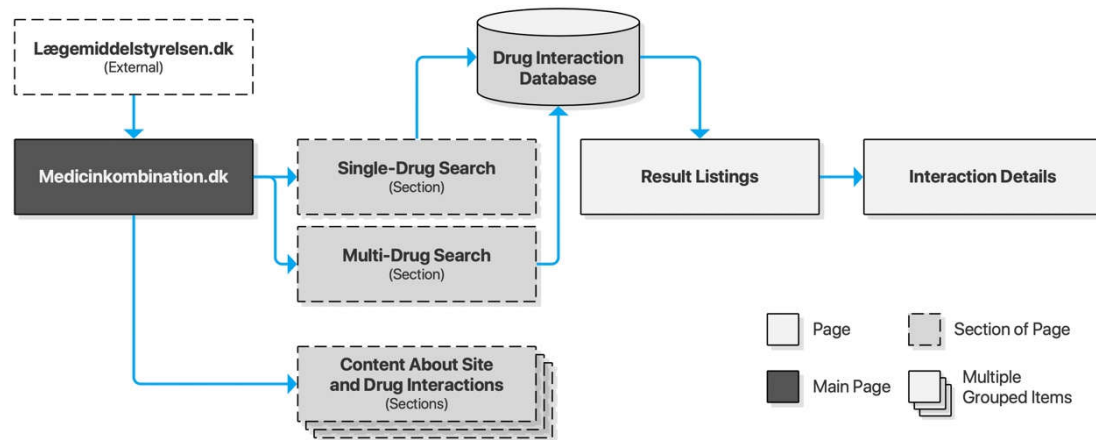 Lægemiddelstyrelsen.dk
(External)
Drug Interaction
Database
Medicinkombination.dk
Single-Drug Search
(Section)
Result Listings
Interaction Details
Multi-Drug Search
(Section)
Content About Site
and Drug Interactions
(Sections)
Page
Section of Page
Main Page
Multiple
Grouped Items